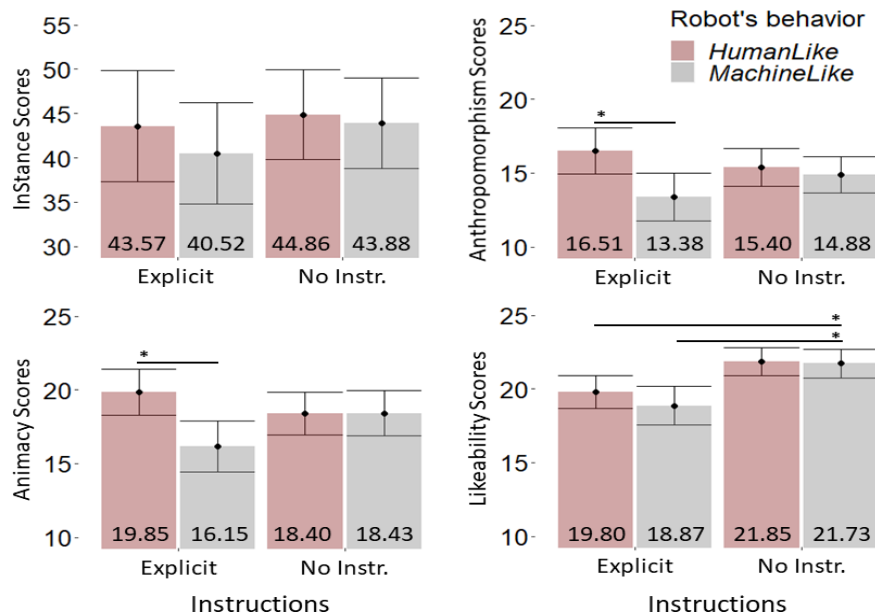 InStance Scores
55
50
45
40
35
30
43.57
40.52
44.86
43.88
Explicit
No Instr.
Robot's behavior
HumanLike
MachineLike
Anthropomorphism Scores
25
20
15
10
*
16.51
13.38
15.40
14.88
Explicit
No Instr.
Animacy Scores
25
20
15
10
*
19.85
16.15
18.40
18.43
Explicit
No Instr.
Instructions
Likeability Scores
25
20
15
10
*
*
19.80
18.87
21.85
21.73
Explicit
No Instr.
Instructions